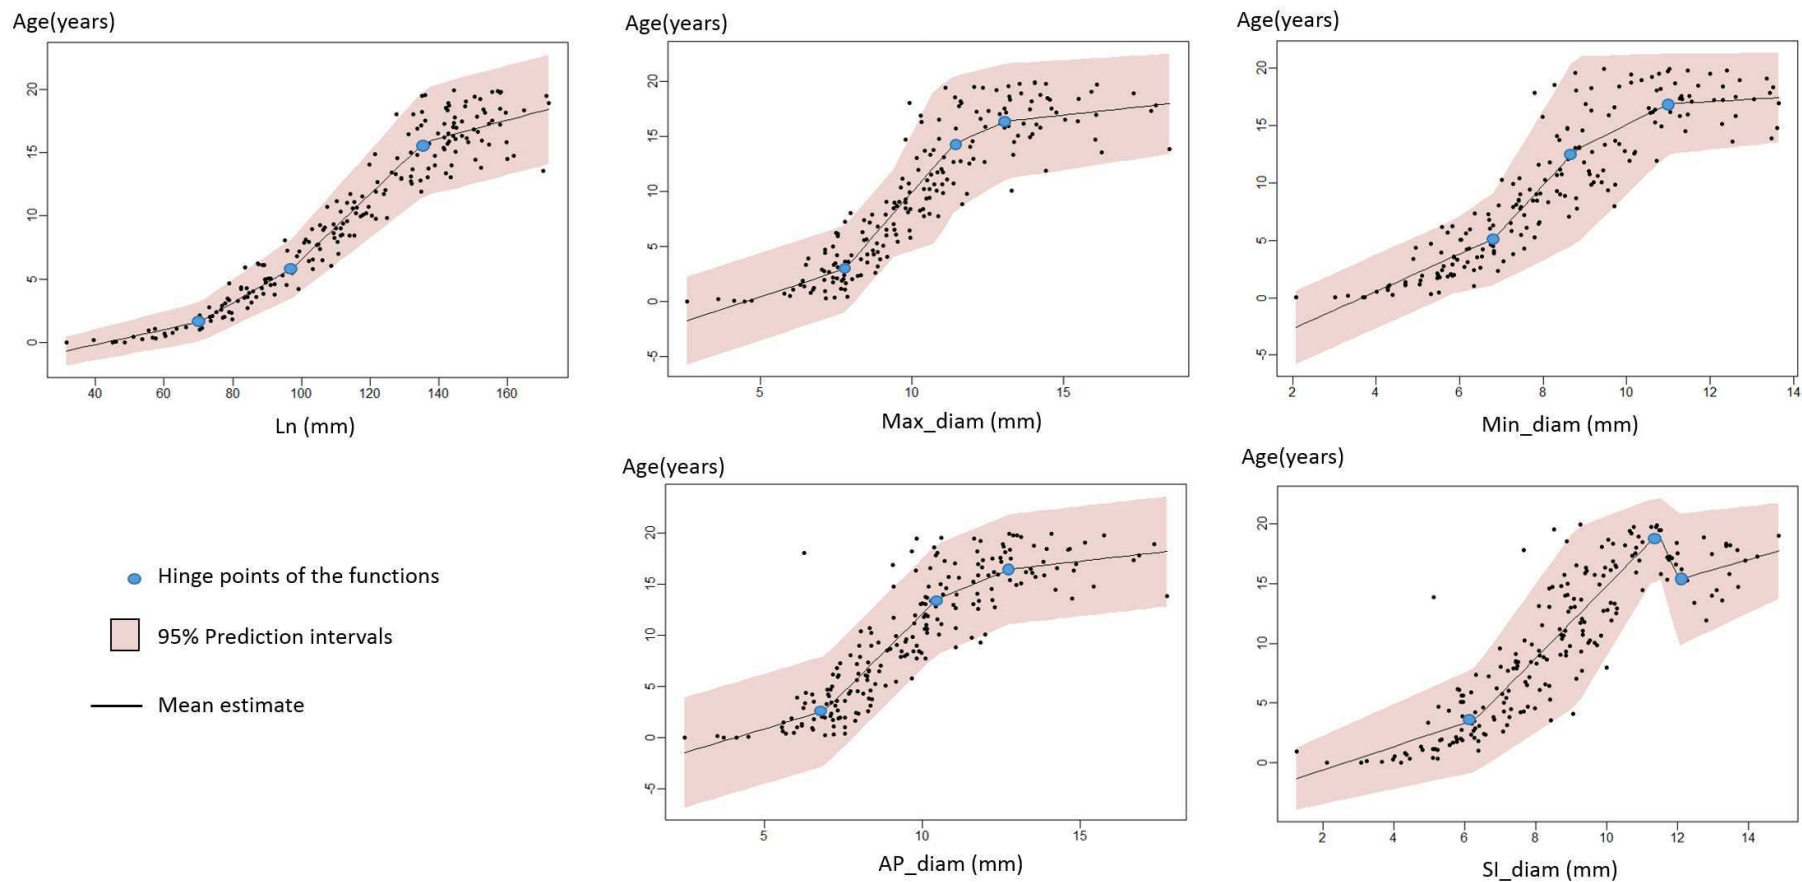 Age(years)
20
15
10
5
0
40 60 80 100 120 140 160
Ln (mm)
Age(years)
20
15
10
5
0
-5
5 10 15
Max_diam (mm)
Age(years)
20
15
10
5
0
-5
2 4 6 8 10 12 14
Min_diam (mm)
Hinge points of the functions
95% Prediction intervals
Mean estimate
Age(years)
20
15
10
5
0
-5
5 10 15
AP_diam (mm)
Age(years)
20
15
10
5
0
2 4 6 8 10 12 14
SI_diam (mm)